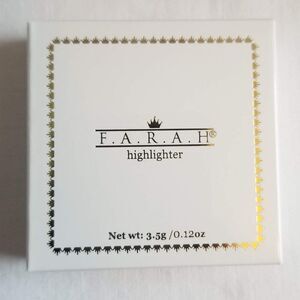 F.A.R.A.H®
highlighter
Net wt: 3.5g /0.12oz